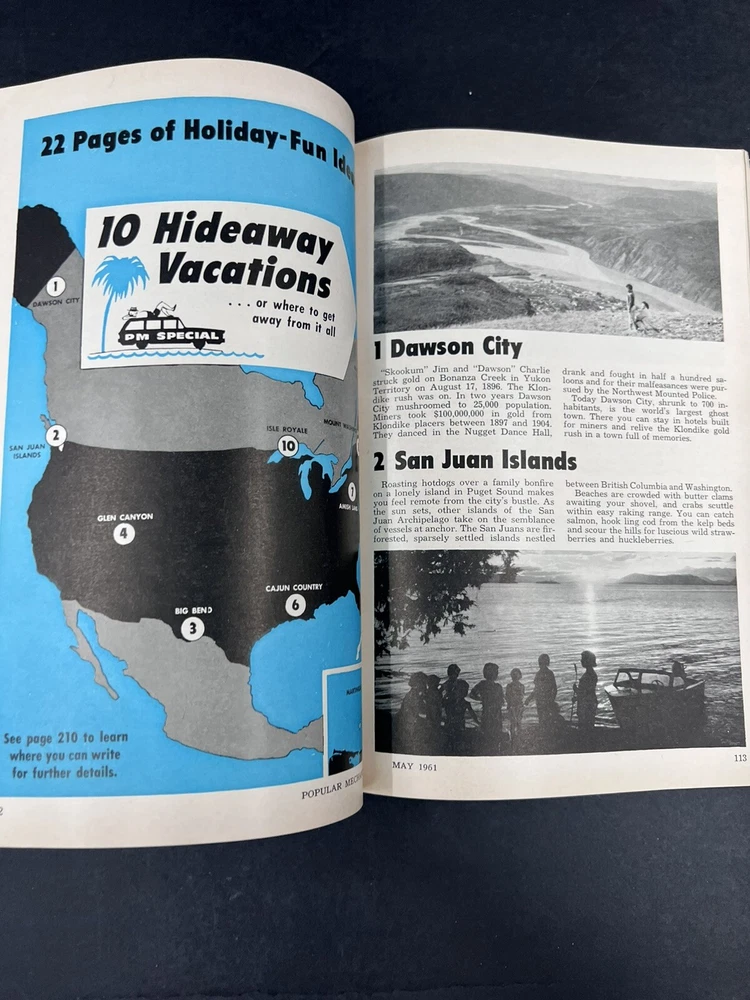 22 Pages of Holiday-Fun
10 Hideaway
Vacations
. . . or where to get
away from it all
PM SPECIAL
1
DAWSON CITY
2
SAN JUAN
ISLANDS
MOUNT
ISLE ROYALE
10
7
GLEN CANYON
4
CAJUN COUNTRY
6
BIG BEND
3
See page 210 to learn
where you can write
for further details.
2
POPULAR
1 Dawson City
"Skookum" Jim and "Dawson" Charlie
struck gold on Bonanza Creek in Yukon
Territory on August 17, 1896. The Klon-
dike rush was on. In two years Dawson
City mushroomed to 25,000 population.
Miners took $100,000,000 in gold from
Klondike placers between 1897 and 1904.
They danced in the Nugget Dance Hall,
drank and fought in half a hundred sa-
loons and for their malfeasances were pur-
sued by the Northwest Mounted Police.
Today Dawson City, shrunk to 700 in-
habitants, is the world's largest ghost
town. There you can stay in hotels built
for miners and relive the Klondike gold
rush in a town full of memories.
2 San Juan Islands
Roasting hotdogs over a family bonfire
on a lonely island in Puget Sound makes
you feel remote from the city's bustle. As
the sun sets, other islands of the San
Juan Archipelago take on the semblance
of vessels at anchor. The San Juans are fir-
forested, sparsely settled islands nestled
between British Columbia and Washington.
Beaches are crowded with butter clams
awaiting your shovel, and crabs scuttle
within easy raking range. You can catch
salmon, hook ling cod from the kelp beds
and scour the hills for luscious wild straw-
berries and huckleberries.
MAY 1961
113